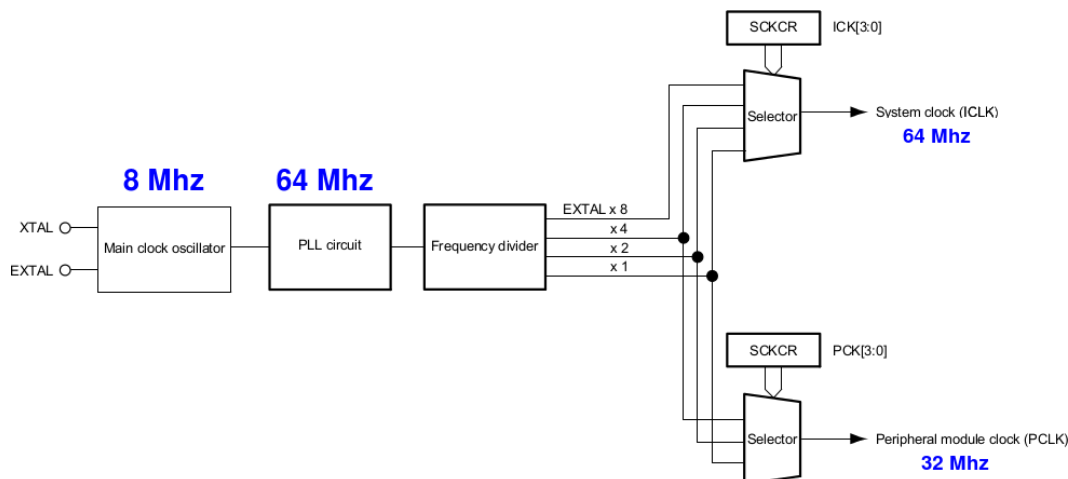 SCKCR
ICK[3:0]
Selector
System clock (ICLK)
64 Mhz
8 Mhz
64 Mhz
XTAL
EXTAL
Main clock oscillator
PLL circuit
Frequency divider
EXTAL x 8
x 4
x 2
x 1
SCKCR
PCK[3:0]
Selector
Peripheral module clock (PCLK)
32 Mhz